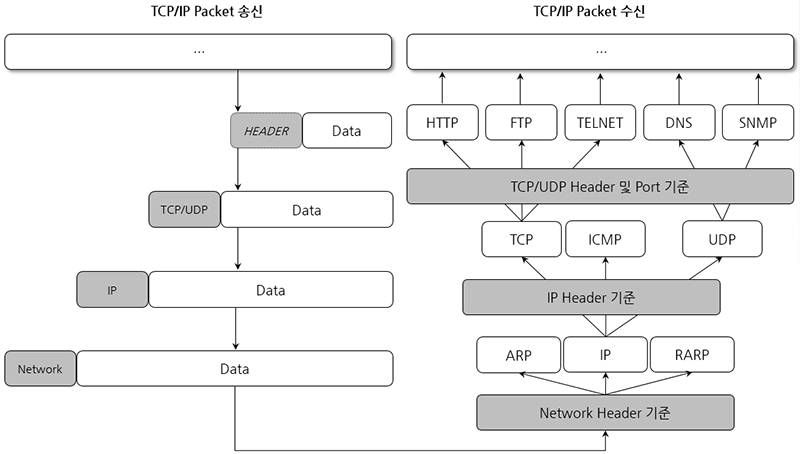 TCP/IP Packet 송신
...
HEADER
Data
TCP/UDP
Data
IP
Data
Network
Data
TCP/IP Packet 수신
...
HTTP
FTP
TELNET
DNS
SNMP
TCP/UDP Header 및 Port 기준
TCP
ICMP
UDP
IP Header 기준
ARP
IP
RARP
Network Header 기준